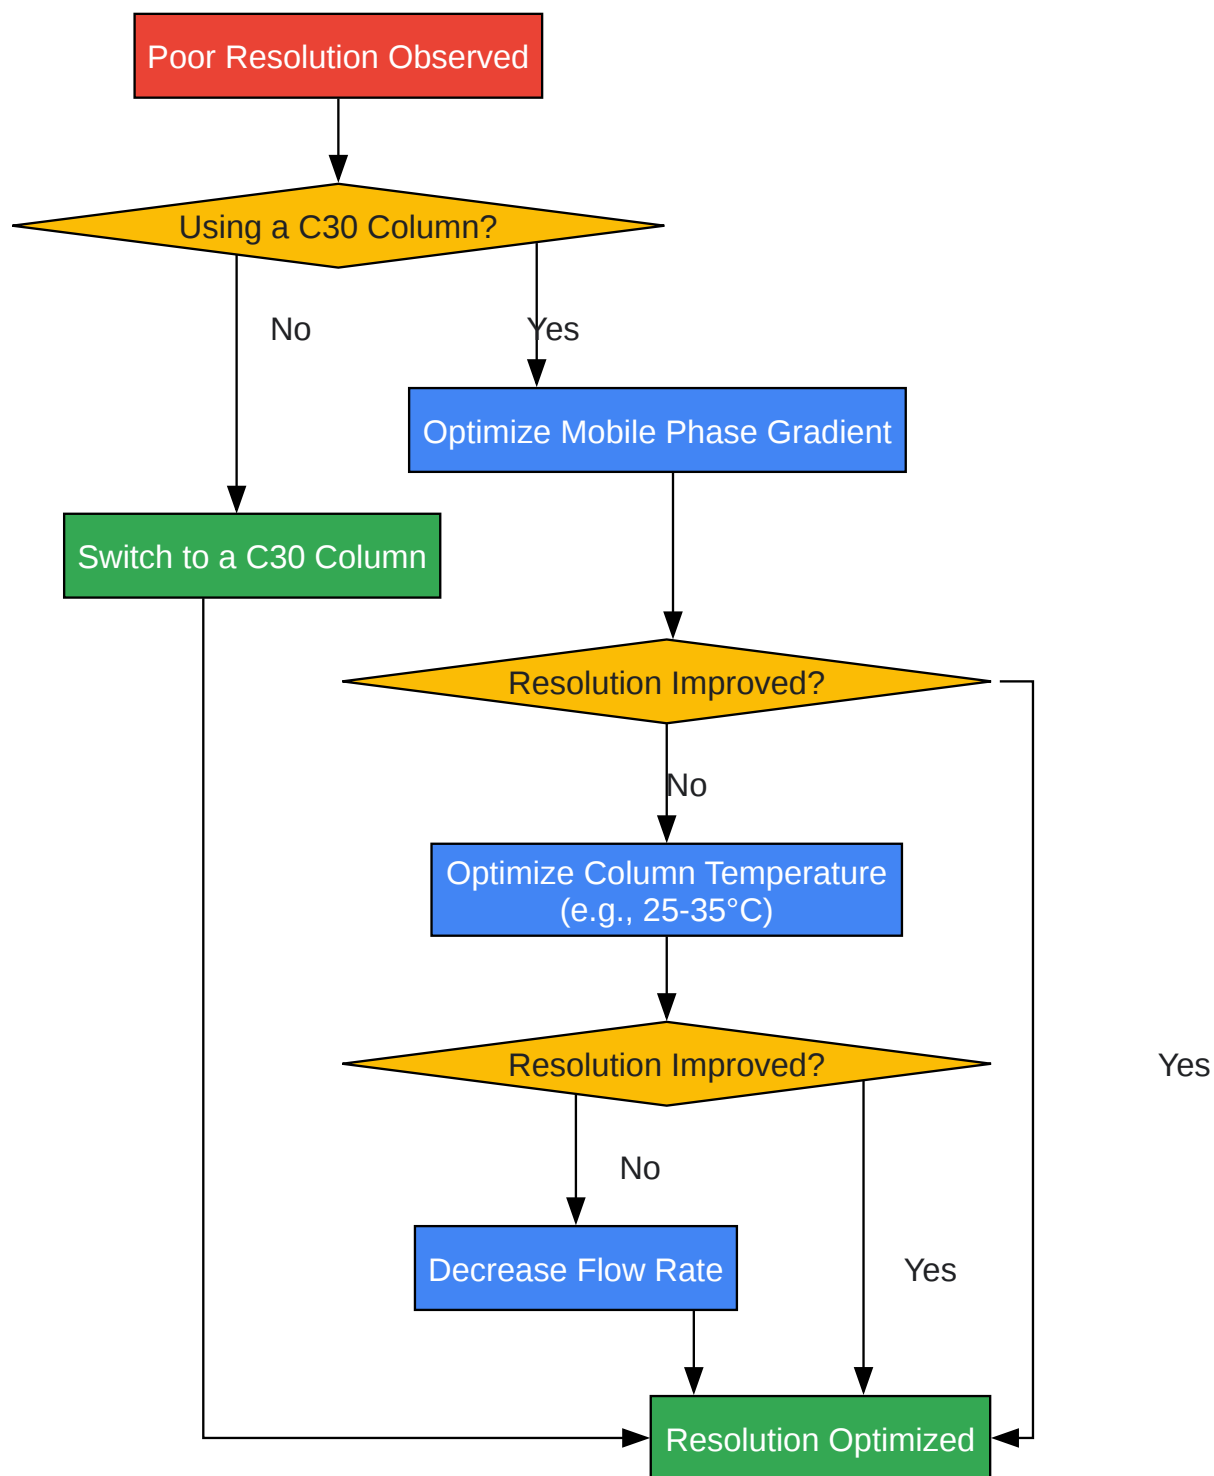 Poor Resolution Observed
Using a C30 Column?
No
Yes
Optimize Mobile Phase Gradient
Switch to a C30 Column
Resolution Improved?
No
Optimize Column Temperature
(e.g., 25-35°C)
Resolution Improved?
Yes
No
Decrease Flow Rate
Yes
Resolution Optimized